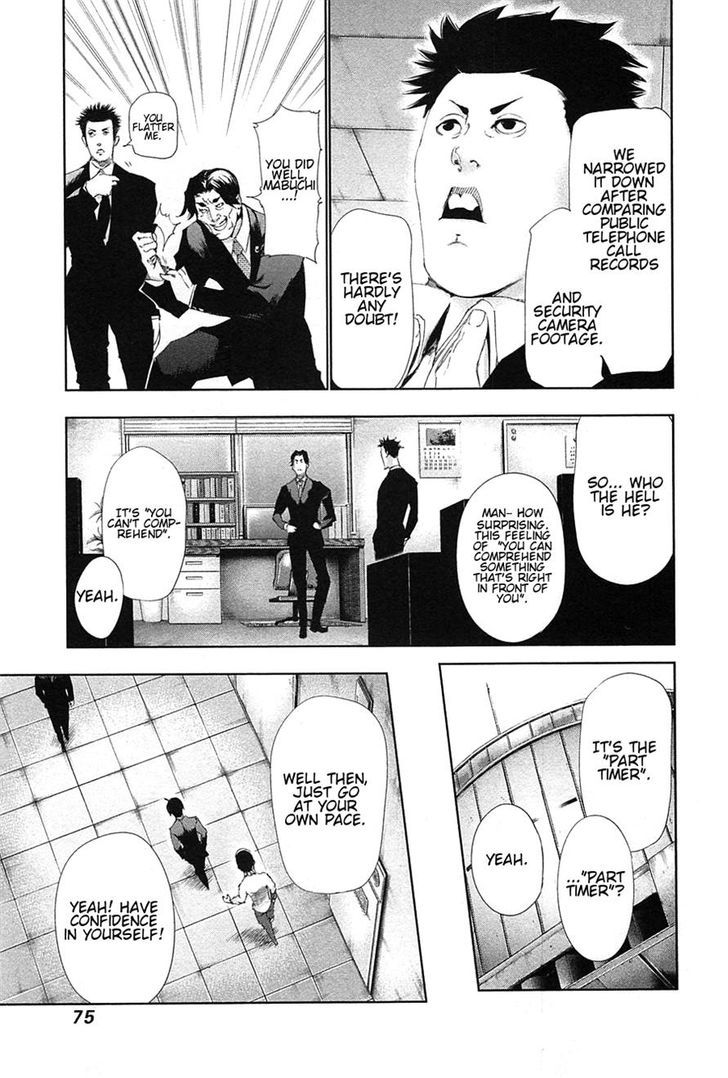 WE
NARROWED
IT DOWN
AFTER
COMPARING
PUBLIC
TELEPHONE
CALL
RECORDS
AND
SECURITY
CAMERA
FOOTAGE.
THERE'S
HARDLY
ANY
DOUBT!
YOU DID
WELL
MABUCHI
...!
YOU
FLATTER
ME.
SO... WHO
THE HELL
IS HE?
MAN- HOW
SURPRISING.
THIS FEELING
OF "YOU CAN
COMPREHEND
SOMETHING
THAT'S RIGHT
IN FRONT OF
YOU".
IT'S "YOU
CAN'T COMP-
REHEND".
YEAH.
IT'S THE
"PART
TIMER".
..."PART
TIMER"?
YEAH.
WELL THEN,
JUST GO
AT YOUR
OWN PACE.
YEAH! HAVE
CONFIDENCE
IN YOURSELF!
75